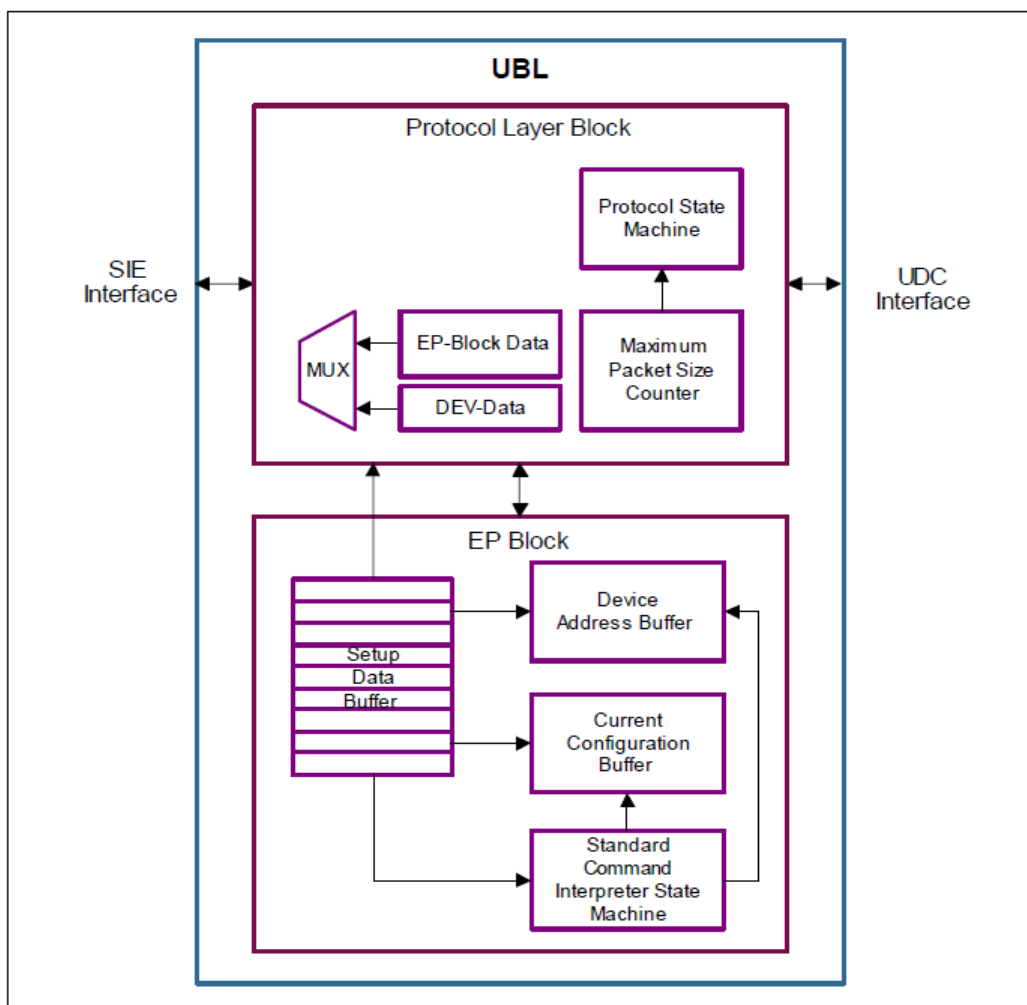 UBL
Protocol Layer Block
Protocol State
Machine
SIE
Interface
UDC
Interface
MUX
EP-Block Data
DEV-Data
Maximum
Packet Size
Counter
EP Block
Setup
Data
Buffer
Device
Address Buffer
Current
Configuration
Buffer
Standard
Command
Interpreter State
Machine